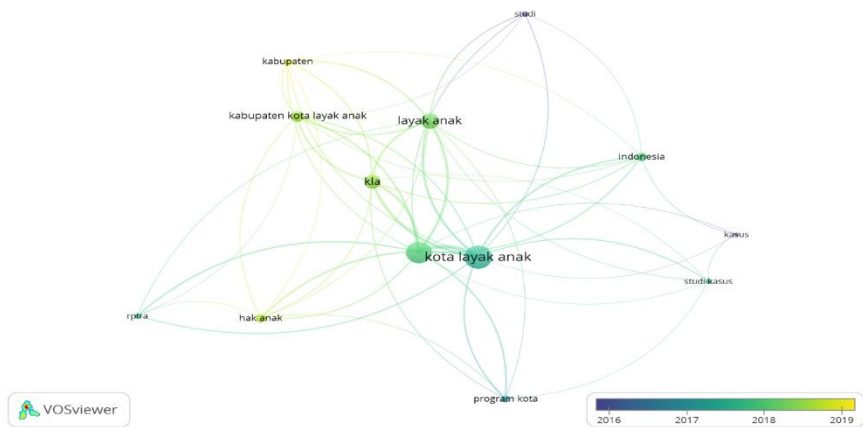 studi
kabupaten
kabupaten kota layak anak
layak anak
indonesia
kla
kasus
kota layak anak
studi kasus
rptra
hak anak
program kota
VOSviewer
2016 2017 2018 2019